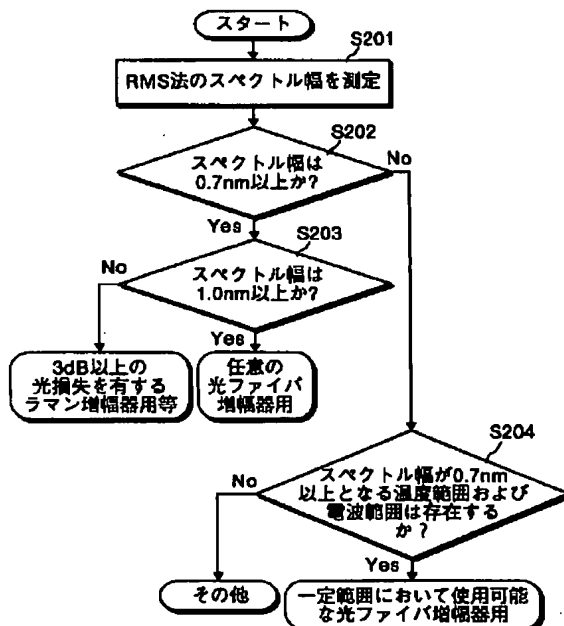 スタート
S201
RMS法のスペクトル幅を測定
S202
スペクトル幅は
0.7nm以上か?
No
Yes
S203
スペクトル幅は
1.0nm以上か?
No
Yes
3dB以上の
光損失を有する
ラマン増幅器用等
任意の
光ファイバ
増幅器用
S204
スペクトル幅が0.7nm
以上となる温度範囲および
電波範囲は存在する
か?
No
Yes
その他
一定範囲において使用可能
な光ファイバ増幅器用